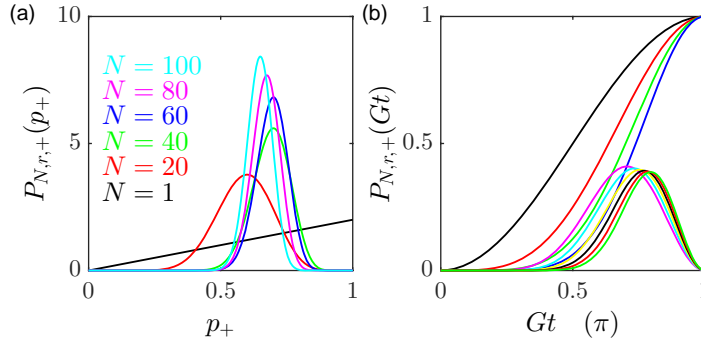 (a)
P_{N,r,+}(p_+)
10
5
0
N = 100
N = 80
N = 60
N = 40
N = 20
N = 1
0 0.5 1
p_+
(b)
P_{N,r,+}(Gt)
1
0.5
0
0 0.5
Gt (π)